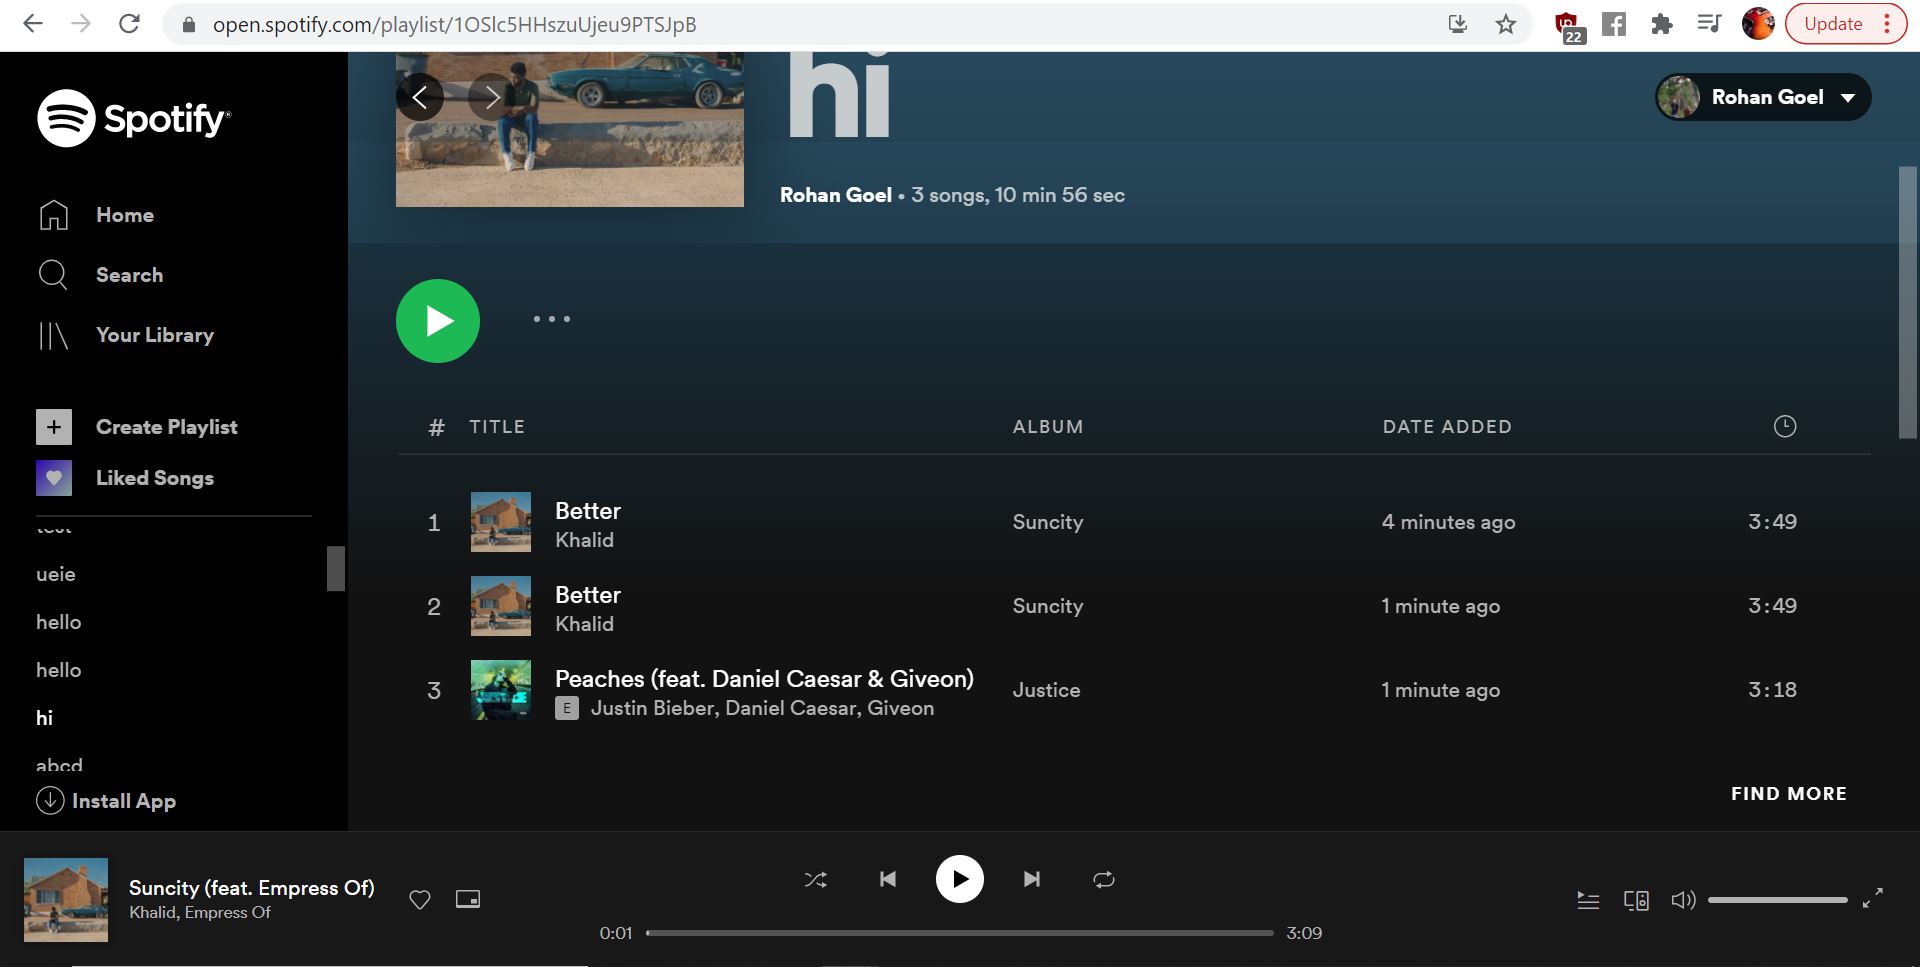 open.spotify.com/playlist/1OSlc5HHszuUjeu9PTSJpB
22
Update
Spotify
Home
Search
Your Library
Create Playlist
Liked Songs
test
ueie
hello
hello
hi
abcd
Install App
hi
Rohan Goel
Rohan Goel • 3 songs, 10 min 56 sec
# TITLE ALBUM DATE ADDED
1 Better Suncity 4 minutes ago 3:49
Khalid
2 Better Suncity 1 minute ago 3:49
Khalid
3 Peaches (feat. Daniel Caesar & Giveon) Justice 1 minute ago 3:18
E Justin Bieber, Daniel Caesar, Giveon
FIND MORE
Suncity (feat. Empress Of)
Khalid, Empress Of
0:01 3:09